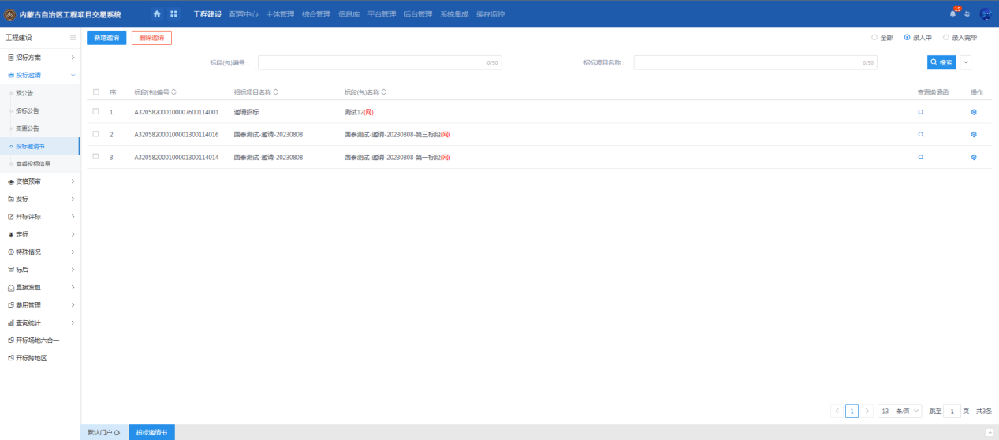 内蒙古自治区工程项目交易系统 工程建设 配置中心 主体管理 综合管理 信息库 平台管理 后台管理 系统集成 缓存监控 15
工程建设
新增邀请 删除邀请 全部 录入中 录入完毕
招标方案
投标邀请
预公告
招标公告
变更公告
投标邀请书
查看投标信息
资格预审
发标
开标评标
定标
特殊情况
标后
直接发包
费用管理
查询统计
开标场地六合一
开标跨地区
标段(包)编号: 0/50 招标项目名称: 0/50 搜索
序 标段(包)编号 招标项目名称 标段(包)名称 查看邀请函 操作
1 A3205820001000076001​14001 邀请招标 测试12(网)
2 A320582000100001300114016 国泰测试-邀请-20230808 国泰测试-邀请-20230808-第三标段(网)
3 A320582000100001300114014 国泰测试-邀请-20230808 国泰测试-邀请-20230808-第一标段(网)
1 13 条/页 跳至 1 页 共3条
默认门户 投标邀请书